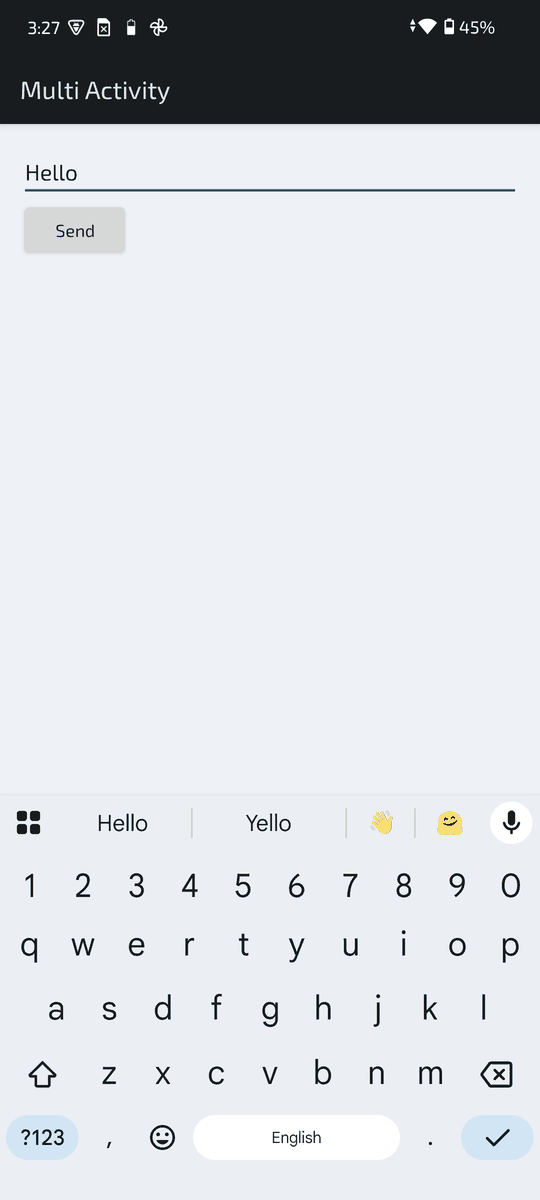 3:27 45%
Multi Activity
Hello
Send
Hello Yello
1 2 3 4 5 6 7 8 9 0
q w e r t y u i o p
a s d f g h j k l
z x c v b n m
?123 , English .